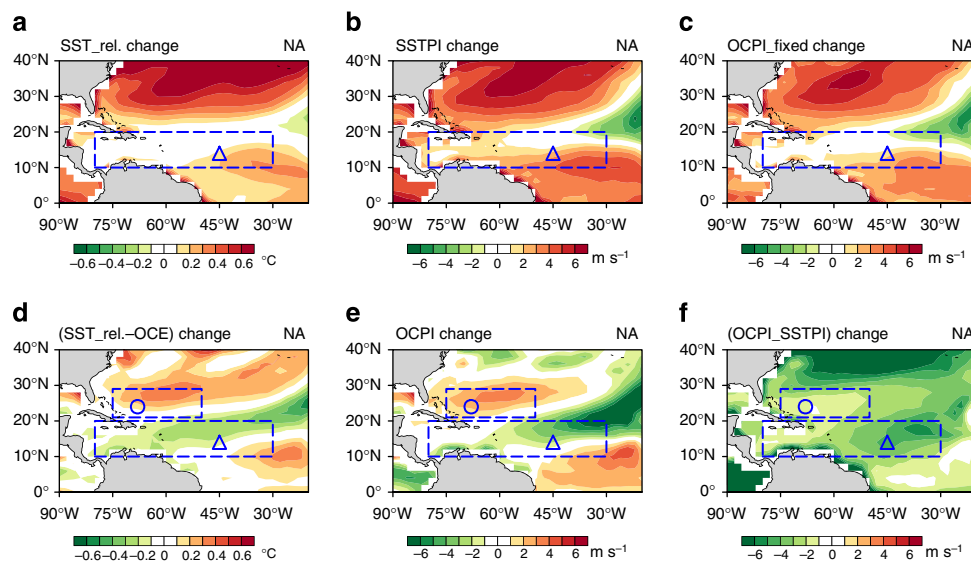 a b c
SST_rel. change NA SSTPI change NA OCPI_fixed change NA
40°N 40°N 40°N
30°N 30°N 30°N
20°N 20°N 20°N
10°N 10°N 10°N
0° 0° 0°
90°W 75°W 60°W 45°W 30°W 90°W 75°W 60°W 45°W 30°W 90°W 75°W 60°W 45°W 30°W
–0.6 –0.4 –0.2 0 0.2 0.4 0.6 °C –6 –4 –2 0 2 4 6 m s⁻¹ –6 –4 –2 0 2 4 6 m s⁻¹
d e f
(SST_rel.–OCE) change NA OCPI change NA (OCPI_SSTPI) change NA
40°N 40°N 40°N
30°N 30°N 30°N
20°N 20°N 20°N
10°N 10°N 10°N
0° 0° 0°
90°W 75°W 60°W 45°W 30°W 90°W 75°W 60°W 45°W 30°W 90°W 75°W 60°W 45°W 30°W
–0.6 –0.4 –0.2 0 0.2 0.4 0.6 °C –6 –4 –2 0 2 4 6 m s⁻¹ –6 –4 –2 0 2 4 6 m s⁻¹